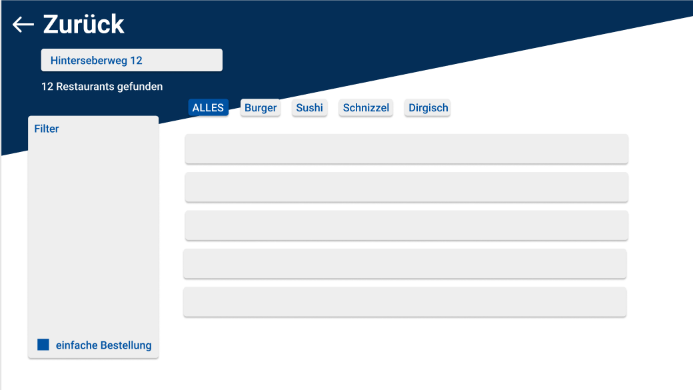 Zurück
Hinterseberweg 12
12 Restaurants gefunden
ALLES
Burger
Sushi
Schnizzel
Dirgisch
Filter
einfache Bestellung